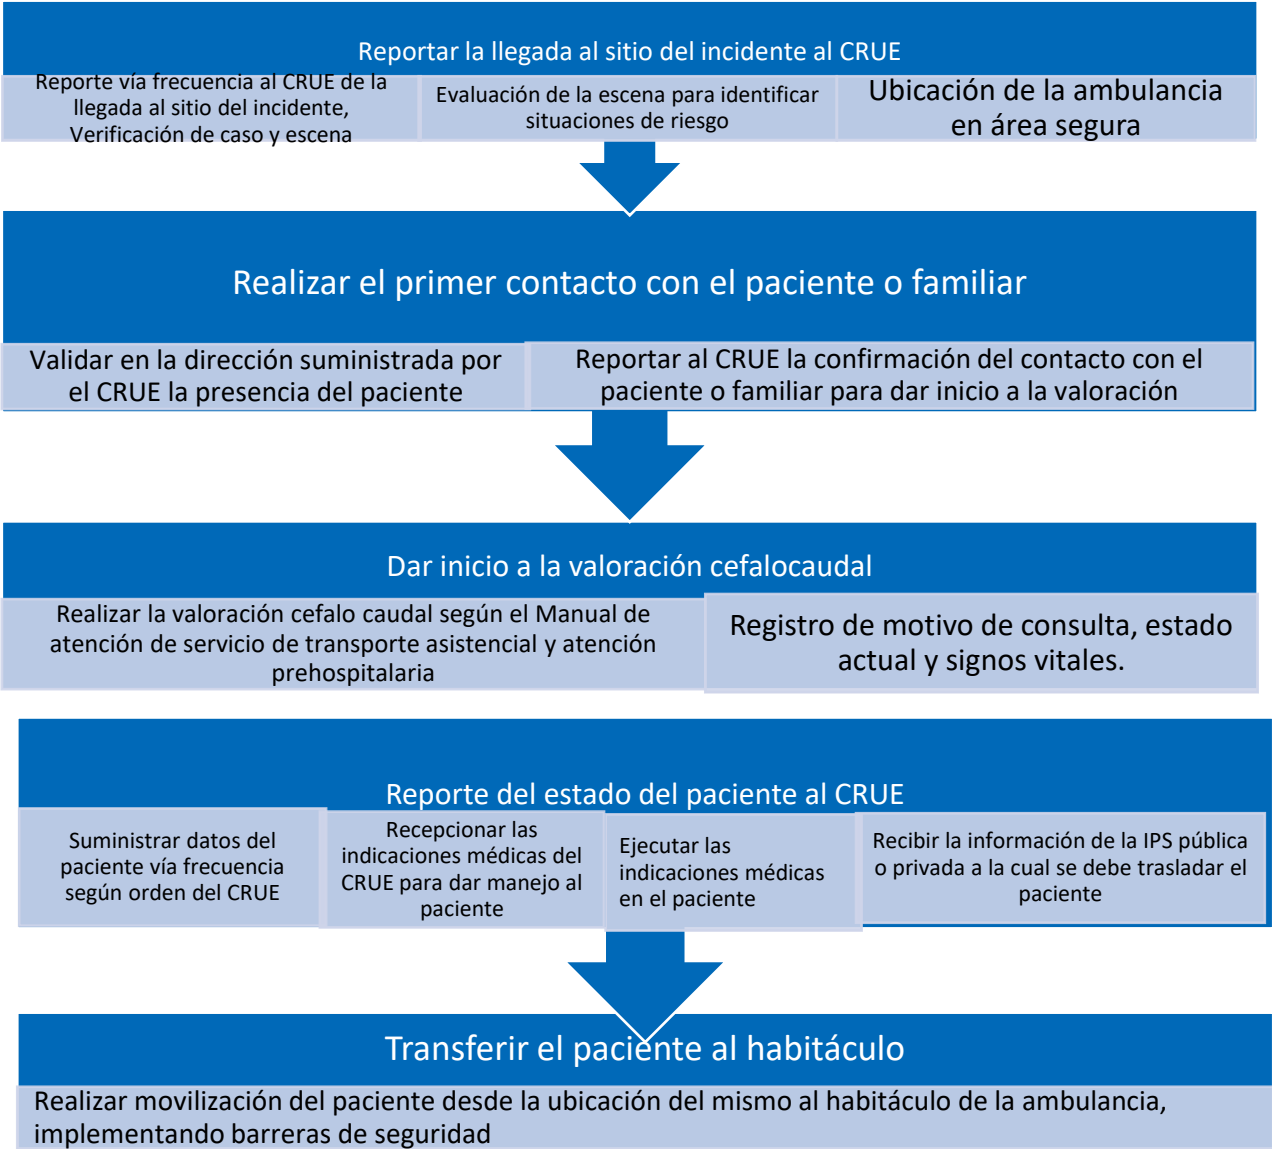 Reportar la llegada al sitio del incidente al CRUE
Reporte vía frecuencia al CRUE de la
llegada al sitio del incidente,
Verificación de caso y escena
Evaluación de la escena para identificar
situaciones de riesgo
Ubicación de la ambulancia
en área segura
Realizar el primer contacto con el paciente o familiar
Validar en la dirección suministrada por
el CRUE la presencia del paciente
Reportar al CRUE la confirmación del contacto con el
paciente o familiar para dar inicio a la valoración
Dar inicio a la valoración cefalocaudal
Realizar la valoración cefalo caudal según el Manual de
atención de servicio de transporte asistencial y atención
prehospitalaria
Registro de motivo de consulta, estado
actual y signos vitales.
Reporte del estado del paciente al CRUE
Suministrar datos del
paciente vía frecuencia
según orden del CRUE
Recepcionar las
indicaciones médicas del
CRUE para dar manejo al
paciente
Ejecutar las
indicaciones médicas
en el paciente
Recibir la información de la IPS pública
o privada a la cual se debe trasladar el
paciente
Transferir el paciente al habitáculo
Realizar movilización del paciente desde la ubicación del mismo al habitáculo de la ambulancia,
implementando barreras de seguridad